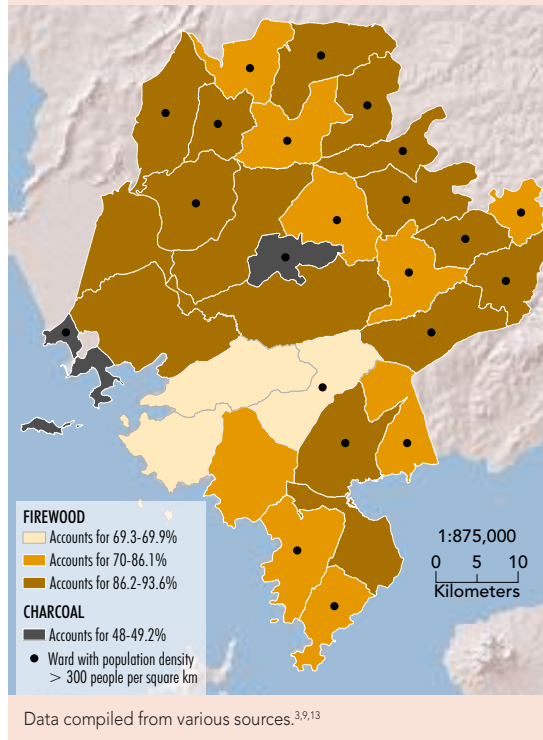 FIREWOOD
Accounts for 69.3-69.9%
Accounts for 70-86.1%
Accounts for 86.2-93.6%
CHARCOAL
Accounts for 48-49.2%
Ward with population density
> 300 people per square km
1:875,000
0 5 10
Kilometers
Data compiled from various sources.3,9,13